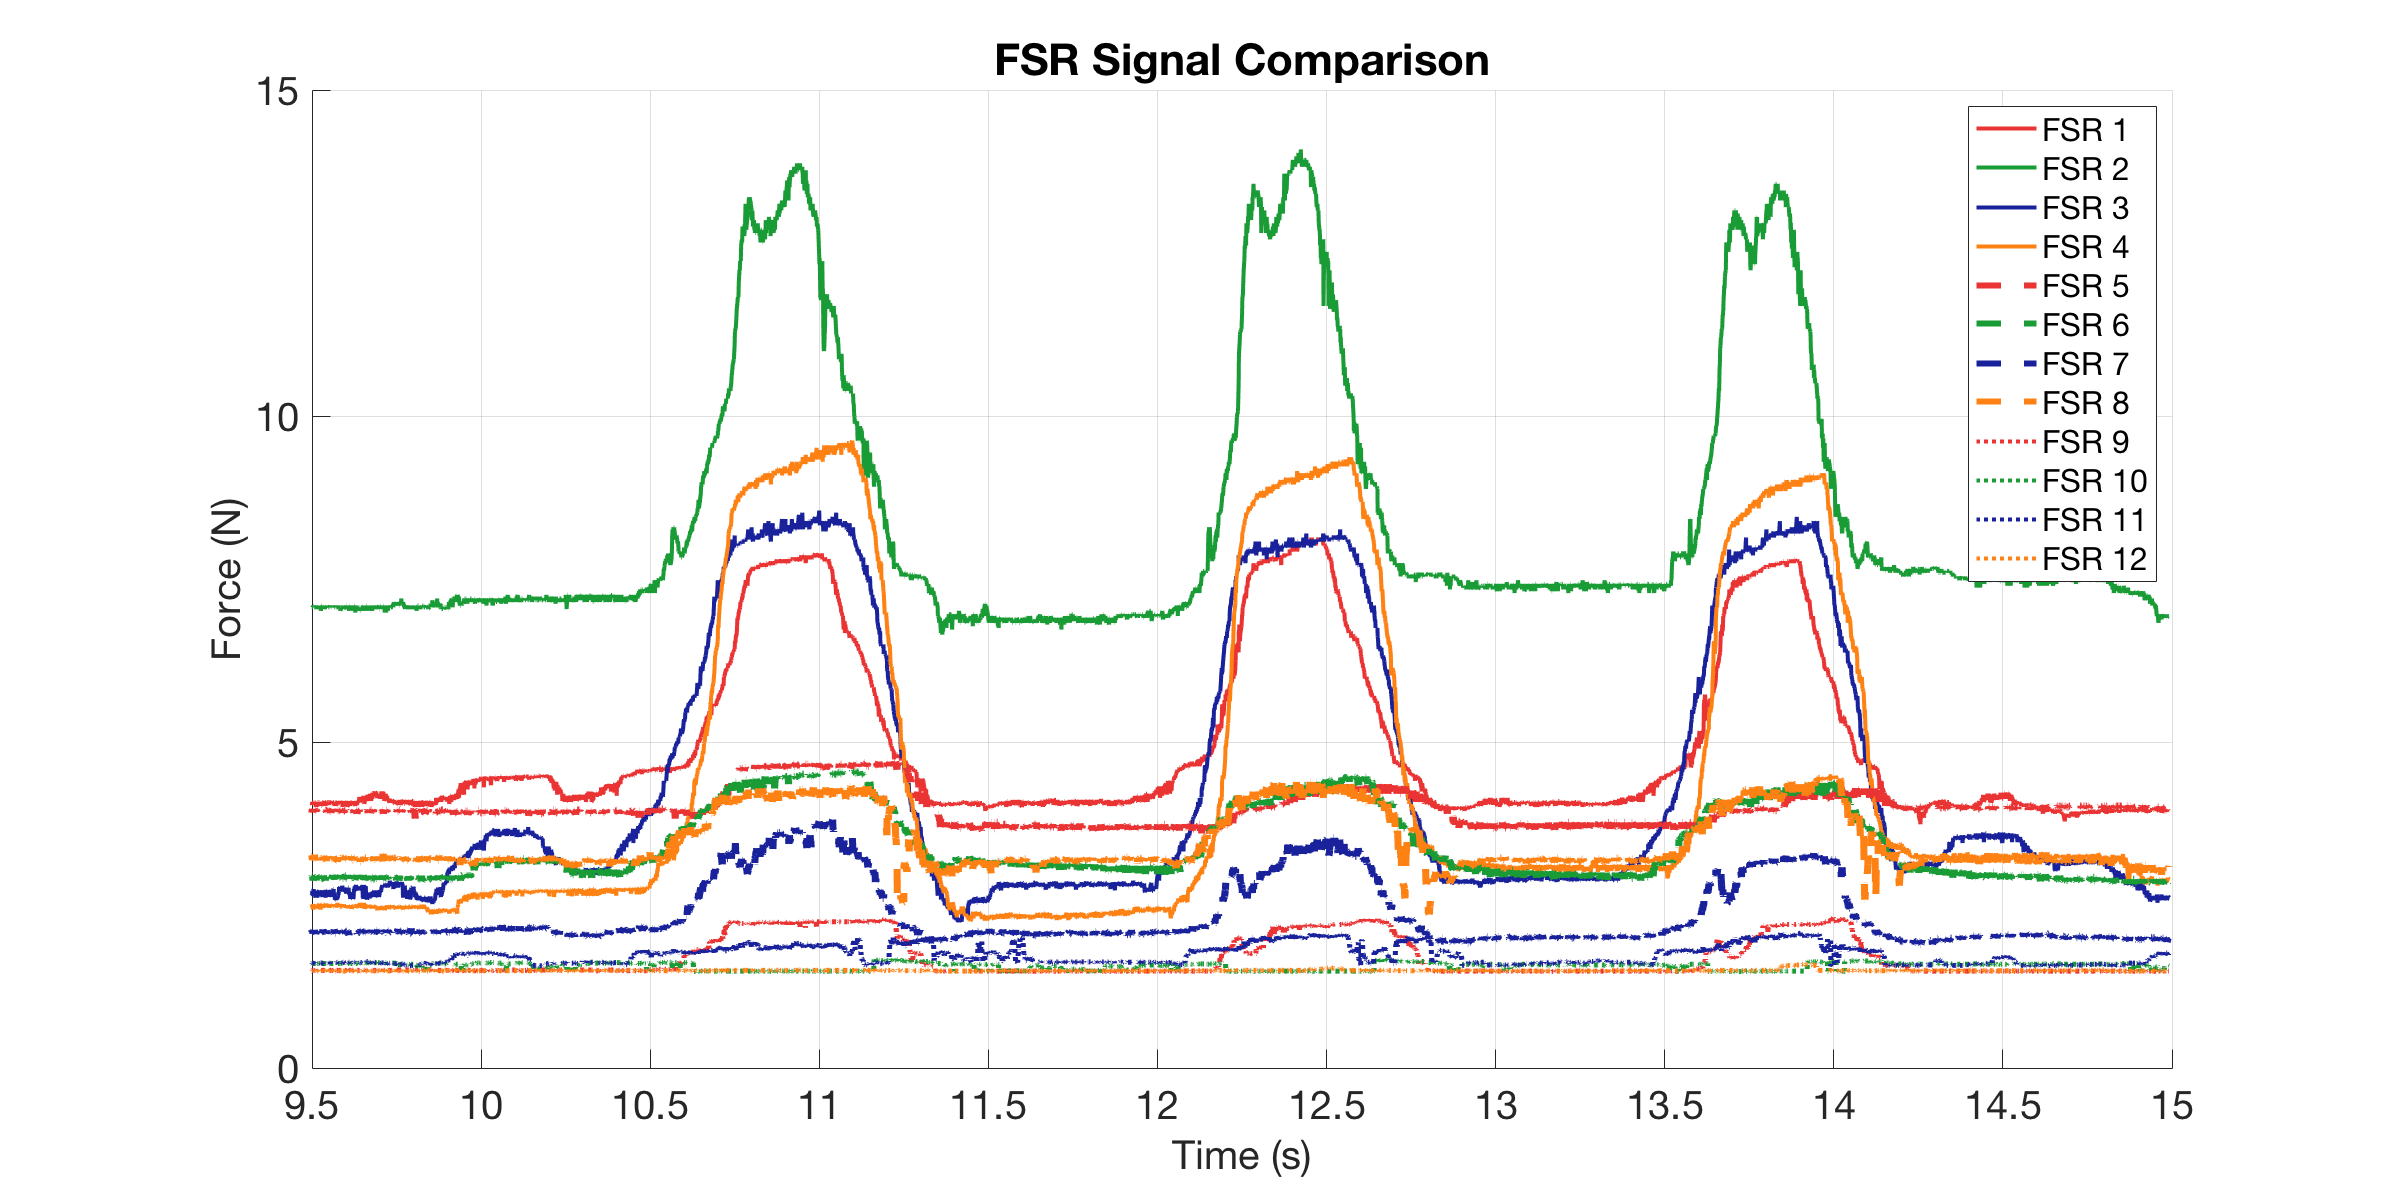 FSR Signal Comparison
15
10
5
0
Force (N)
FSR 1
FSR 2
FSR 3
FSR 4
FSR 5
FSR 6
FSR 7
FSR 8
FSR 9
FSR 10
FSR 11
FSR 12
9.5 10 10.5 11 11.5 12 12.5 13 13.5 14 14.5 15
Time (s)